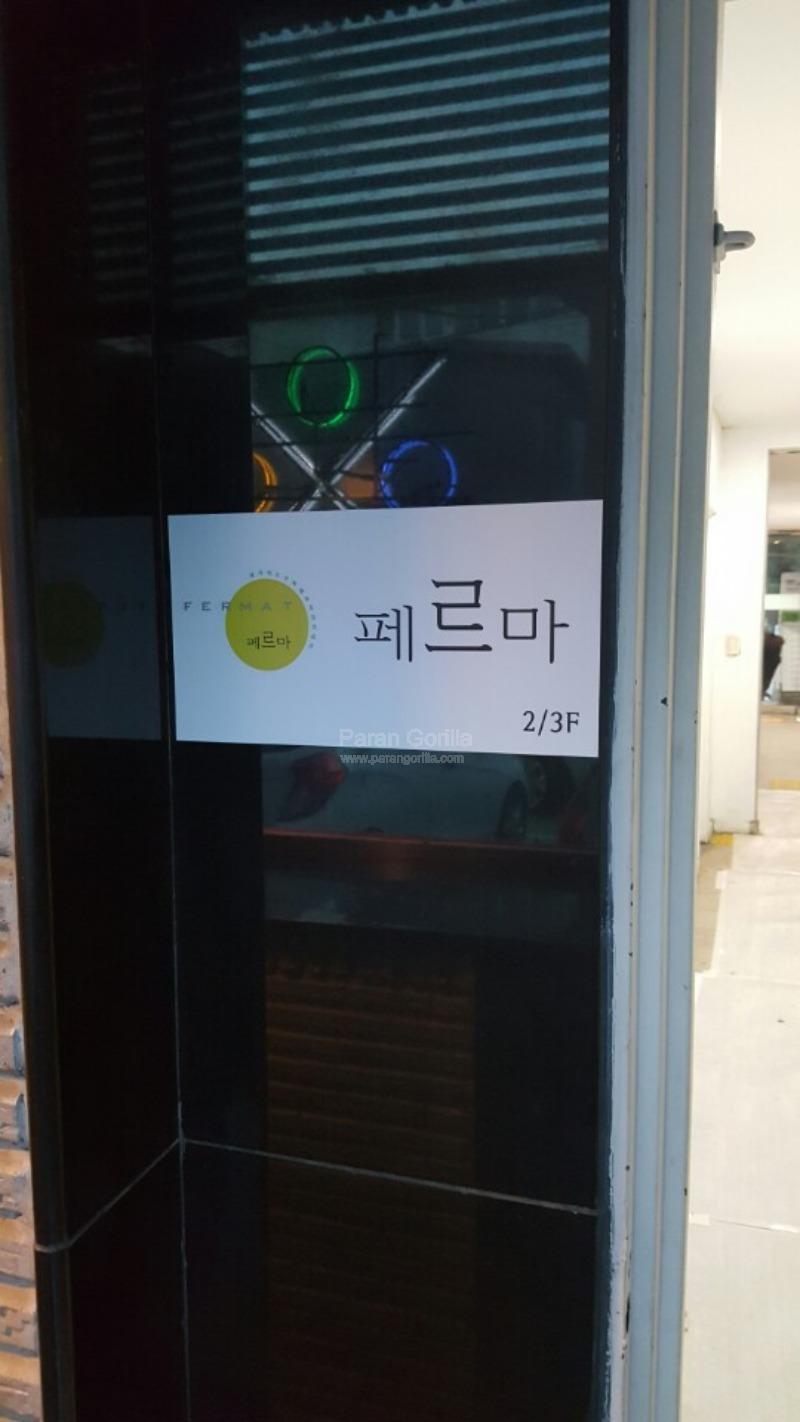 FERMAT
페르마
페르마
2/3F
Paran Gorilla
www.parangorilla.com